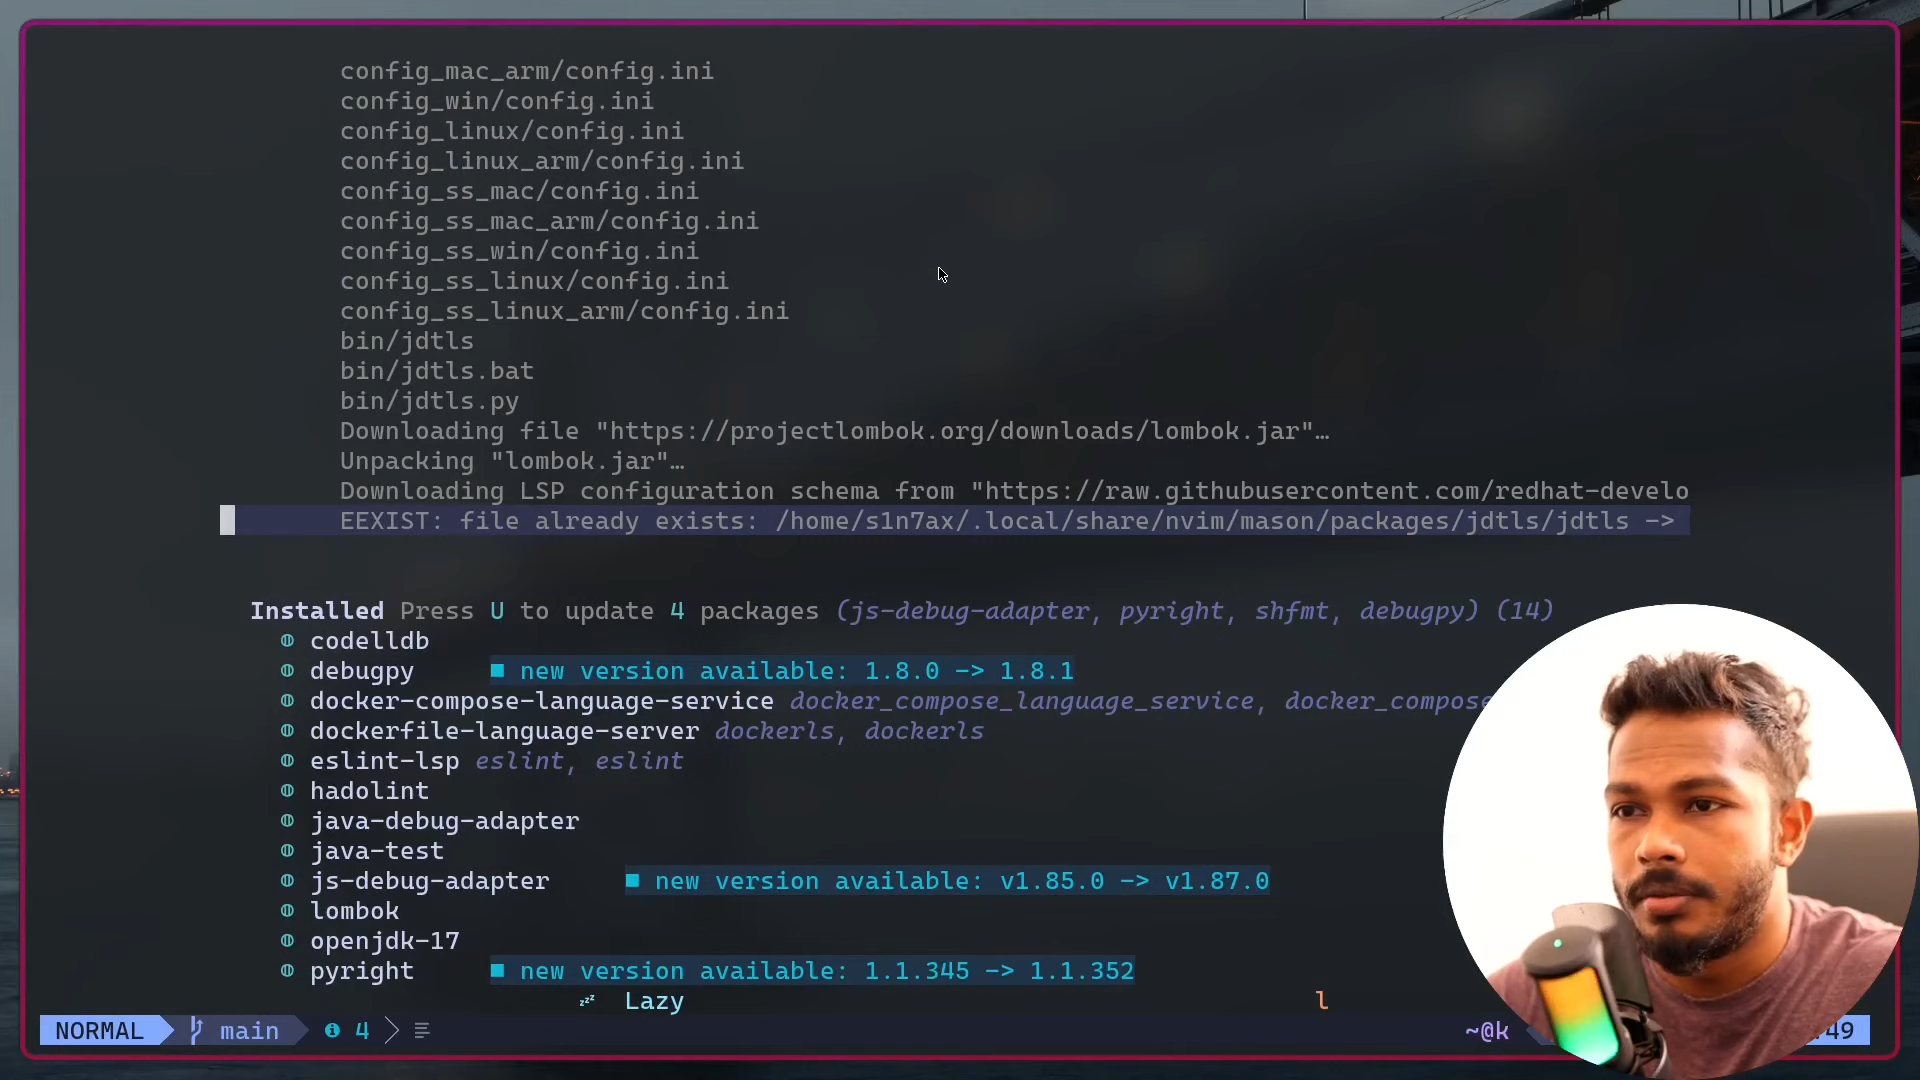 config_mac_arm/config.ini
config_win/config.ini
config_linux/config.ini
config_linux_arm/config.ini
config_ss_mac/config.ini
config_ss_mac_arm/config.ini
config_ss_win/config.ini
config_ss_linux/config.ini
config_ss_linux_arm/config.ini
bin/jdtls
bin/jdtls.bat
bin/jdtls.py
Downloading file "https://projectlombok.org/downloads/lombok.jar"…
Unpacking "lombok.jar"…
Downloading LSP configuration schema from "https://raw.githubusercontent.com/redhat-develo
EEXIST: file already exists: /home/s1n7ax/.local/share/nvim/mason/packages/jdtls/jdtls ->
Installed Press U to update 4 packages (js-debug-adapter, pyright, shfmt, debugpy) (14)
codelldb
debugpy ■ new version available: 1.8.0 -> 1.8.1
docker-compose-language-service docker_compose_language_service, docker_compose
dockerfile-language-server dockerls, dockerls
eslint-lsp eslint, eslint
hadolint
java-debug-adapter
java-test
js-debug-adapter ■ new version available: v1.85.0 -> v1.87.0
lombok
openjdk-17
pyright ■ new version available: 1.1.345 -> 1.1.352
zzz Lazy l
NORMAL main 4 ~@k 49